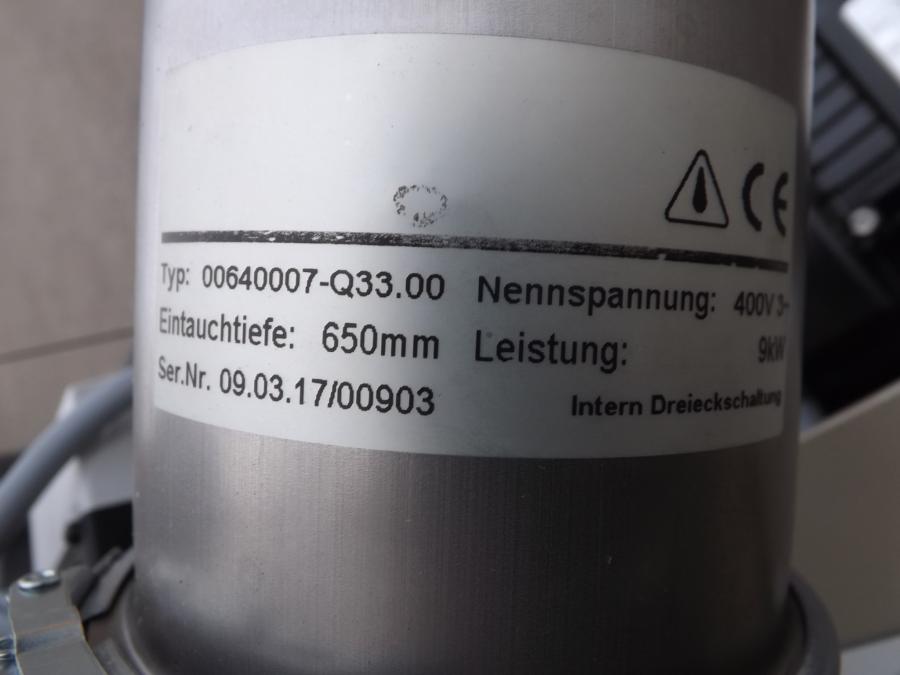 CE
Typ: 00640007-Q33.00 Nennspannung: 400V 3~
Eintauchtiefe: 650mm Leistung: 9kW
Ser.Nr. 09.03.17/00903 Intern Dreieckschaltung